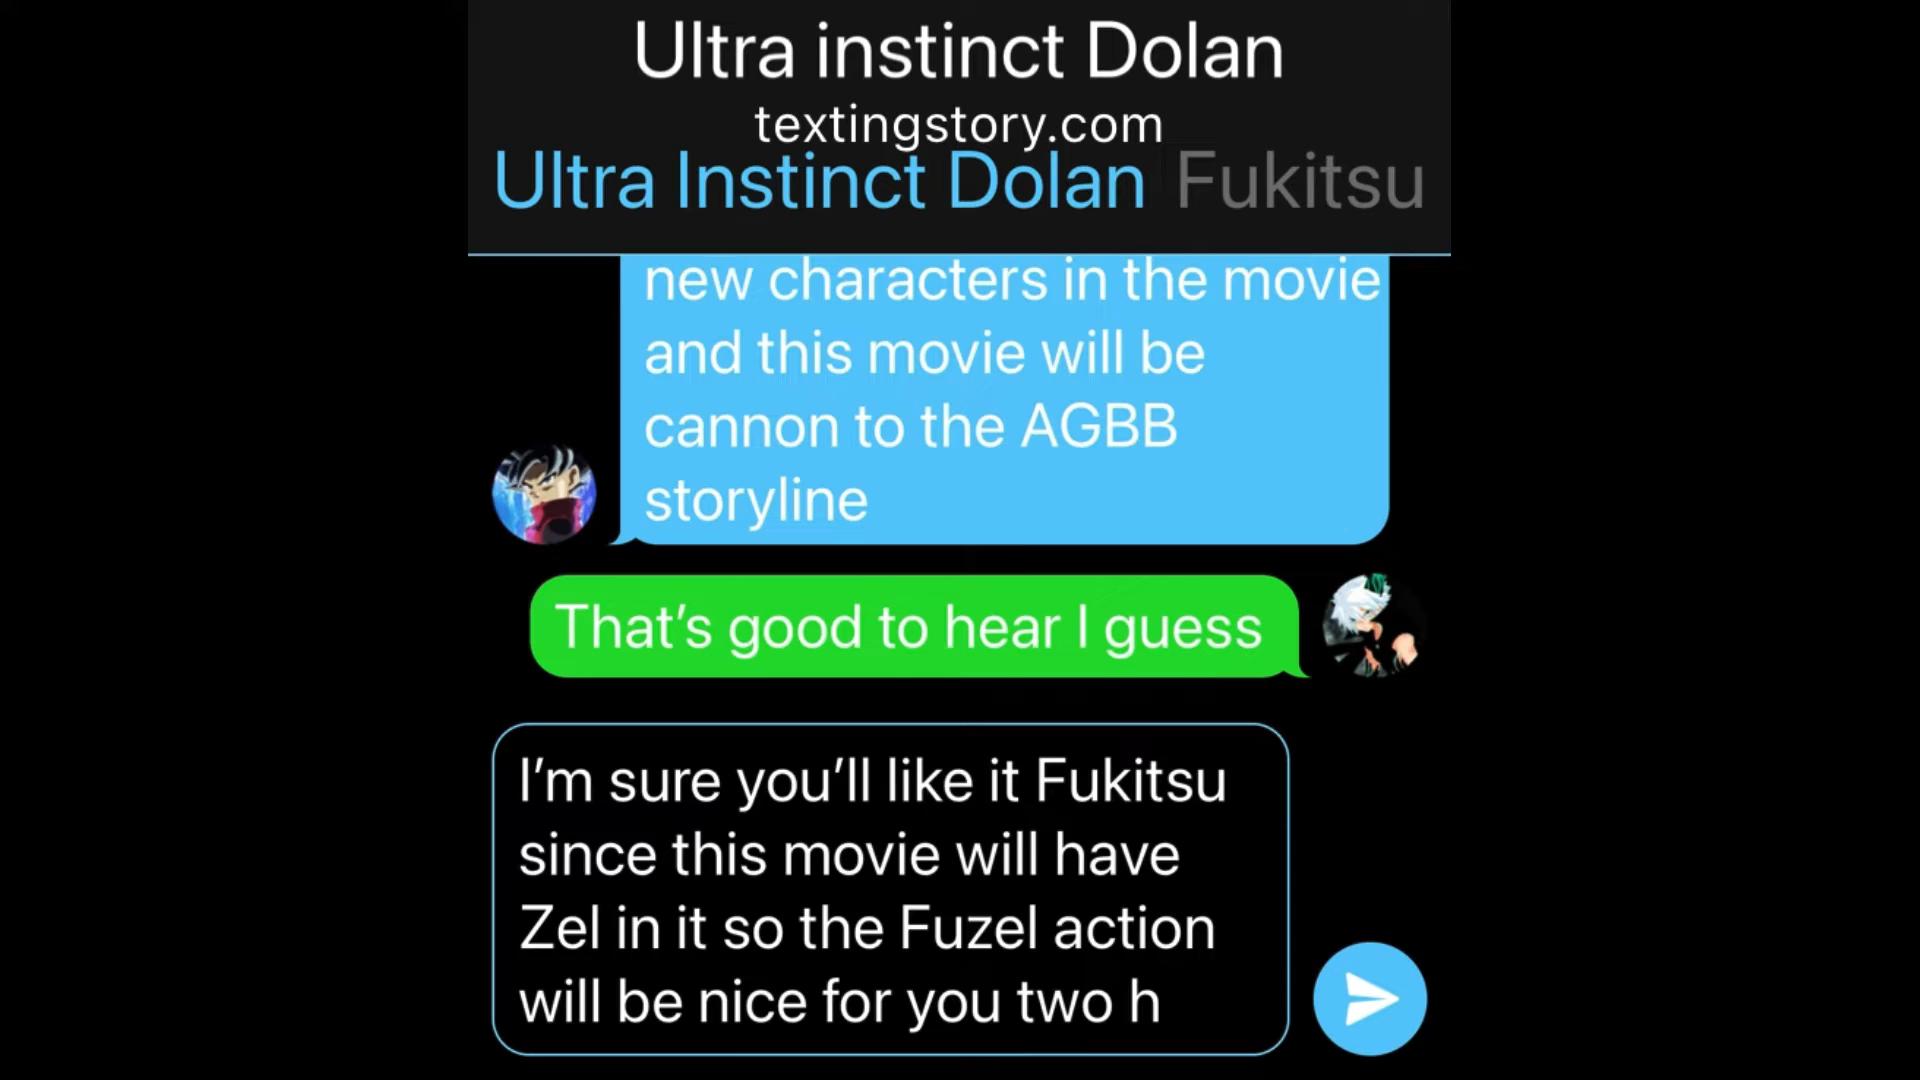 Ultra instinct Dolan
textingstory.com
Ultra Instinct Dolan Fukitsu
new characters in the movie
and this movie will be
cannon to the AGBB
storyline
That’s good to hear I guess
I’m sure you’ll like it Fukitsu
since this movie will have
Zel in it so the Fuzel action
will be nice for you two h